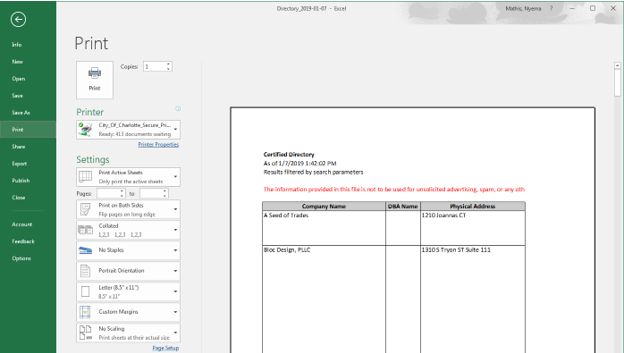 Directory_2019-01-07 - Excel
Mathis, Nyema
?
Info
New
Open
Save
Save As
Print
Share
Export
Publish
Close
Account
Feedback
Options
Print
Copies: 1
Print
Printer
City_Of_Charlotte_Secure_Pri...
Ready: 413 documents waiting
Printer Properties
Settings
Print Active Sheets
Only print the active sheets
Pages: to
Print on Both Sides
Flip pages on long edge
Collated
1,2,3 1,2,3 1,2,3
No Staples
Portrait Orientation
Letter (8.5" x 11")
8.5" x 11"
Custom Margins
No Scaling
Print sheets at their actual size
Page Setup
Certified Directory
As of 1/7/2019 1:42:02 PM
Results filtered by search parameters
The information provided in this file is not to be used for unsolicited advertising, spam, or any oth
Company Name DBA Name Physical Address
A Seed of Trades 1210 Joannas CT
Bloc Design, PLLC 1310 S Tryon ST Suite 111